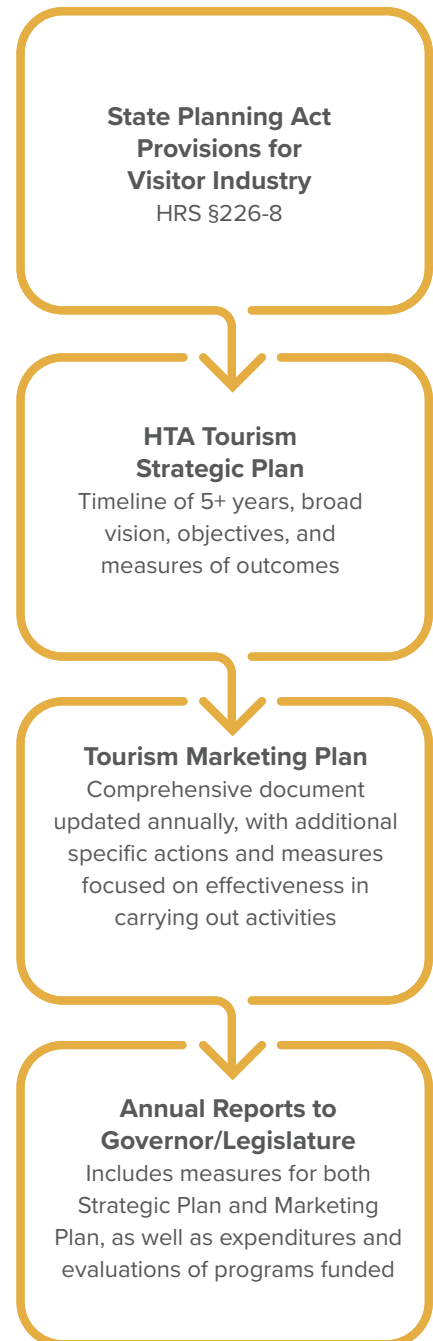 State Planning Act
Provisions for
Visitor Industry
HRS §226-8
HTA Tourism
Strategic Plan
Timeline of 5+ years, broad
vision, objectives, and
measures of outcomes
Tourism Marketing Plan
Comprehensive document
updated annually, with additional
specific actions and measures
focused on effectiveness in
carrying out activities
Annual Reports to
Governor/Legislature
Includes measures for both
Strategic Plan and Marketing
Plan, as well as expenditures and
evaluations of programs funded